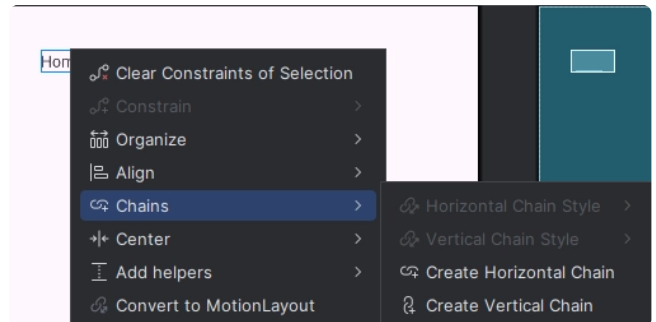 Hom
Clear Constraints of Selection
Constrain
Organize
Align
Chains
Center
Add helpers
Convert to MotionLayout
Horizontal Chain Style
Vertical Chain Style
Create Horizontal Chain
Create Vertical Chain